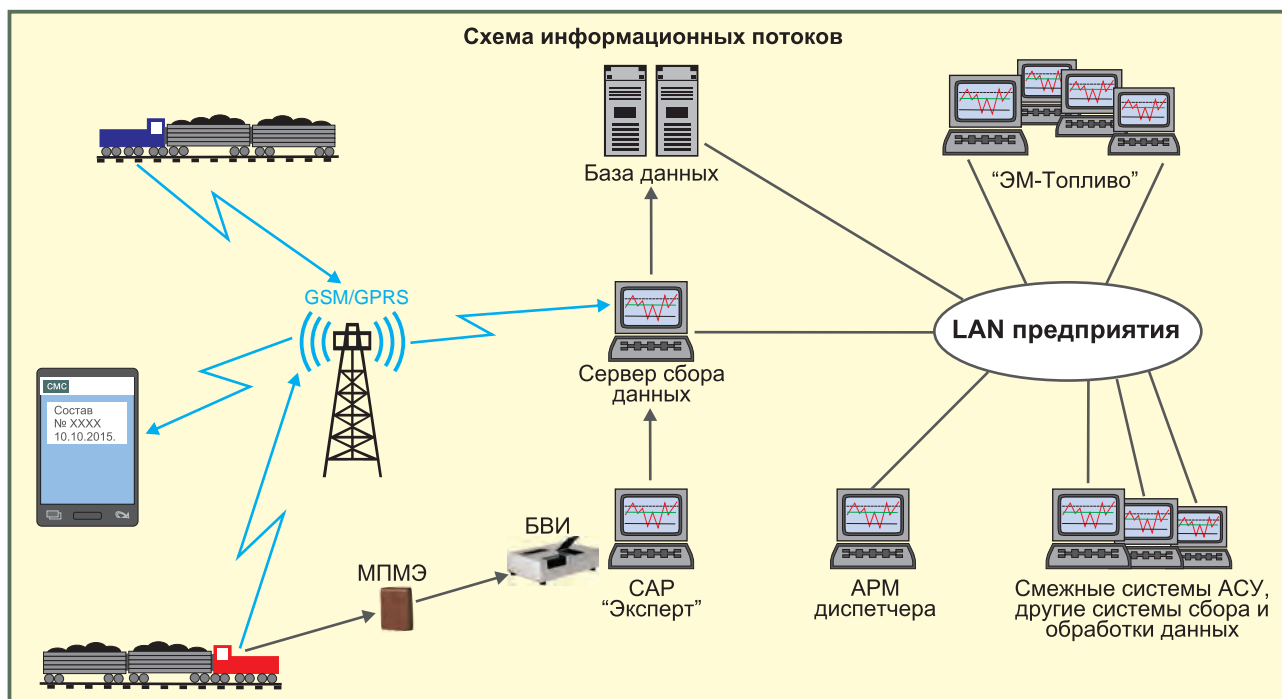 Схема информационных потоков
База данных
“ЭМ-Топливо”
GSM/GPRS
LAN предприятия
Сервер сбора
данных
смс
Состав
№ XXXX
10.10.2015.
БВИ
МПМЭ
САР
“Эксперт”
АРМ
диспетчера
Смежные системы АСУ,
другие системы сбора и
обработки данных